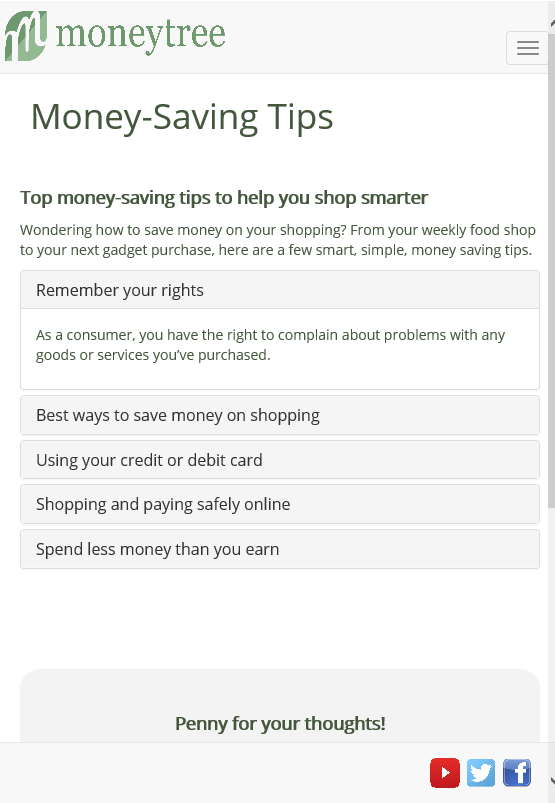 moneytree
Money-Saving Tips
Top money-saving tips to help you shop smarter
Wondering how to save money on your shopping? From your weekly food shop
to your next gadget purchase, here are a few smart, simple, money saving tips.
Remember your rights
As a consumer, you have the right to complain about problems with any
goods or services you’ve purchased.
Best ways to save money on shopping
Using your credit or debit card
Shopping and paying safely online
Spend less money than you earn
Penny for your thoughts!